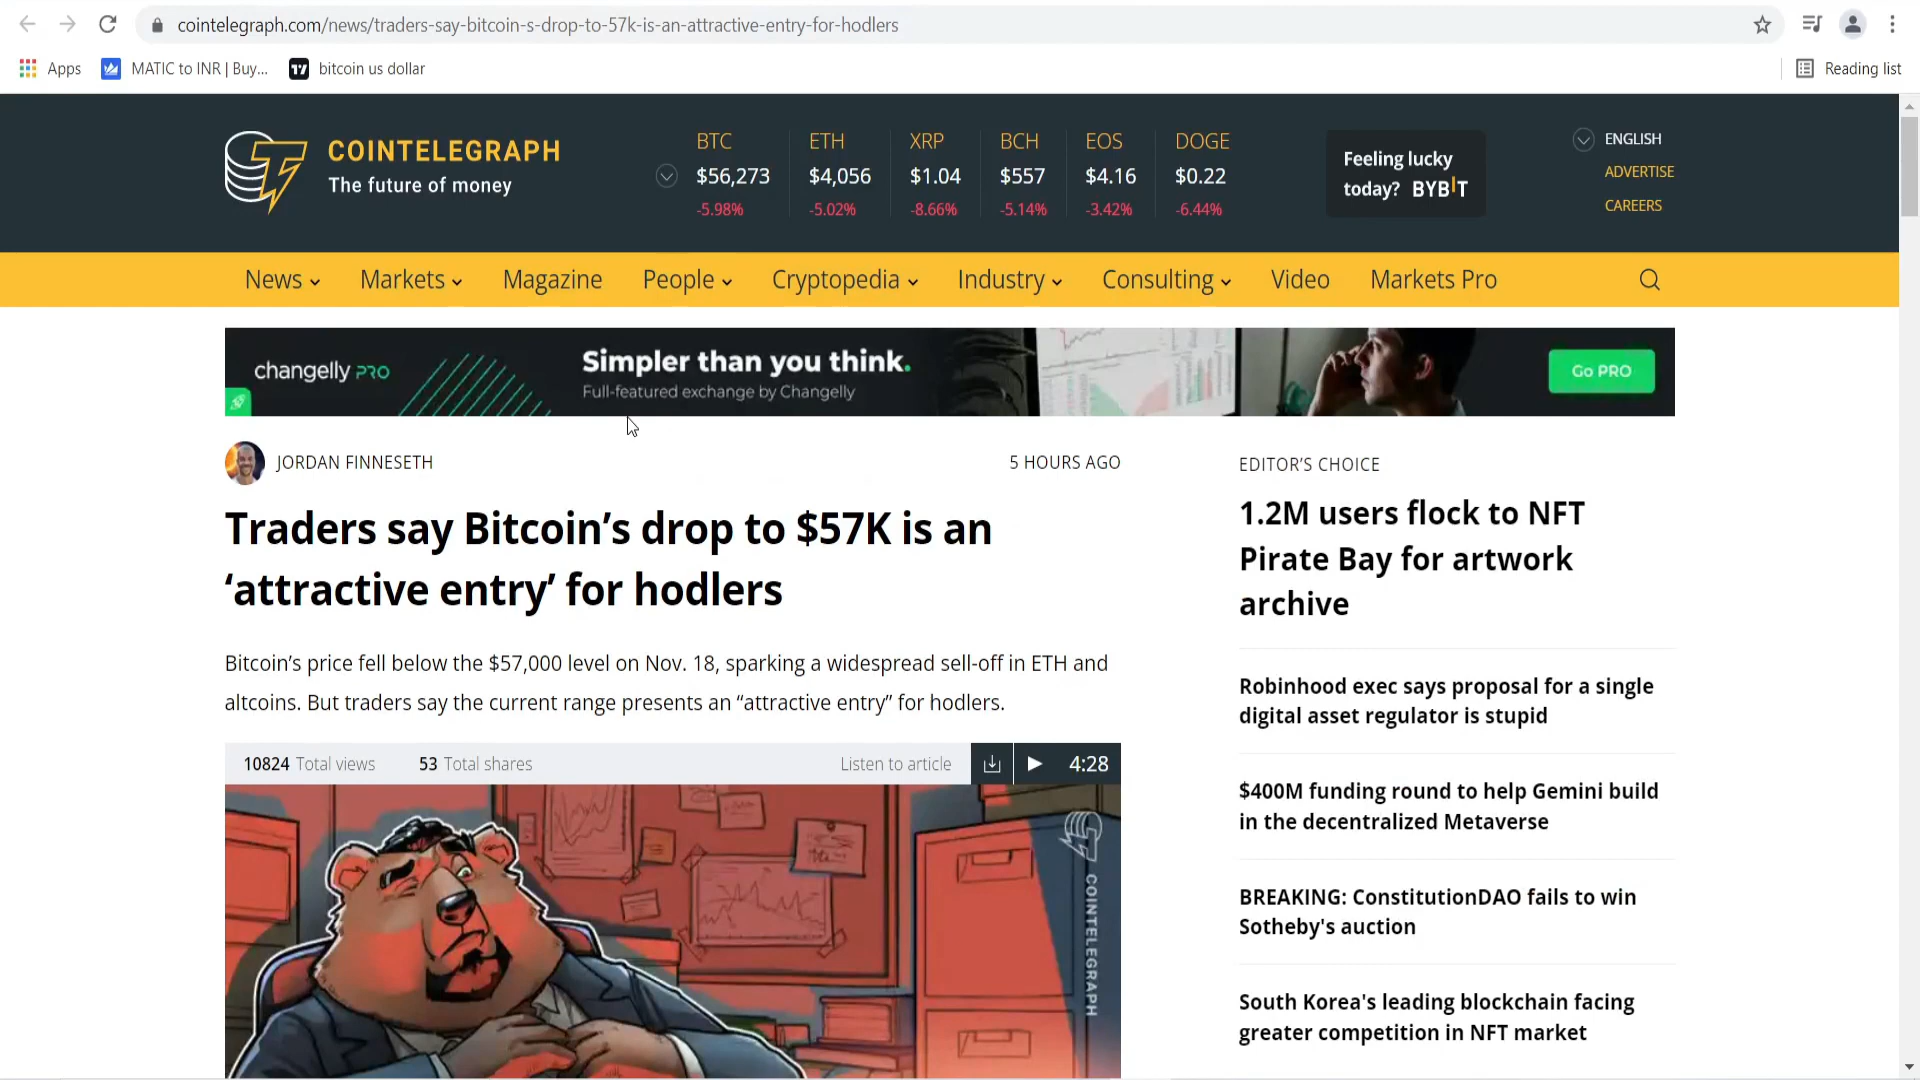 cointelegraph.com/news/traders-say-bitcoin-s-drop-to-57k-is-an-attractive-entry-for-hodlers
Apps MATIC to INR | Buy... bitcoin us dollar Reading list
COINTELEGRAPH
The future of money
BTC ETH XRP BCH EOS DOGE
$56,273 $4,056 $1.04 $557 $4.16 $0.22
-5.98% -5.02% -8.66% -5.14% -3.42% -6.44%
Feeling lucky
today? BYBIT
ENGLISH
ADVERTISE
CAREERS
News Markets Magazine People Cryptopedia Industry Consulting Video Markets Pro
changelly PRO
Simpler than you think.
Full-featured exchange by Changelly
Go PRO
JORDAN FINNESETH 5 HOURS AGO
Traders say Bitcoin’s drop to $57K is an
‘attractive entry’ for hodlers
Bitcoin’s price fell below the $57,000 level on Nov. 18, sparking a widespread sell-off in ETH and
altcoins. But traders say the current range presents an “attractive entry” for hodlers.
10824 Total views 53 Total shares Listen to article 4:28
COINTELEGRAPH
EDITOR’S CHOICE
1.2M users flock to NFT
Pirate Bay for artwork
archive
Robinhood exec says proposal for a single
digital asset regulator is stupid
$400M funding round to help Gemini build
in the decentralized Metaverse
BREAKING: ConstitutionDAO fails to win
Sotheby's auction
South Korea's leading blockchain facing
greater competition in NFT market